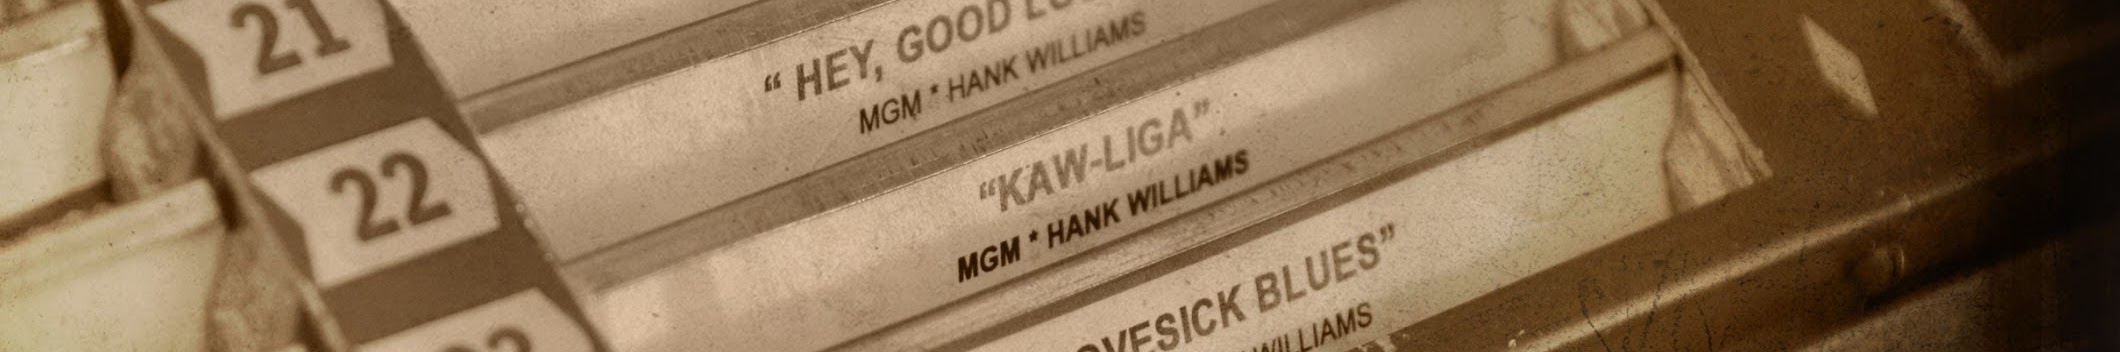 21
“ HEY, GOOD
MGM * HANK WILLIAMS
22
“KAW-LIGA”
MGM * HANK WILLIAMS
OVESICK BLUES”
WILLIAMS